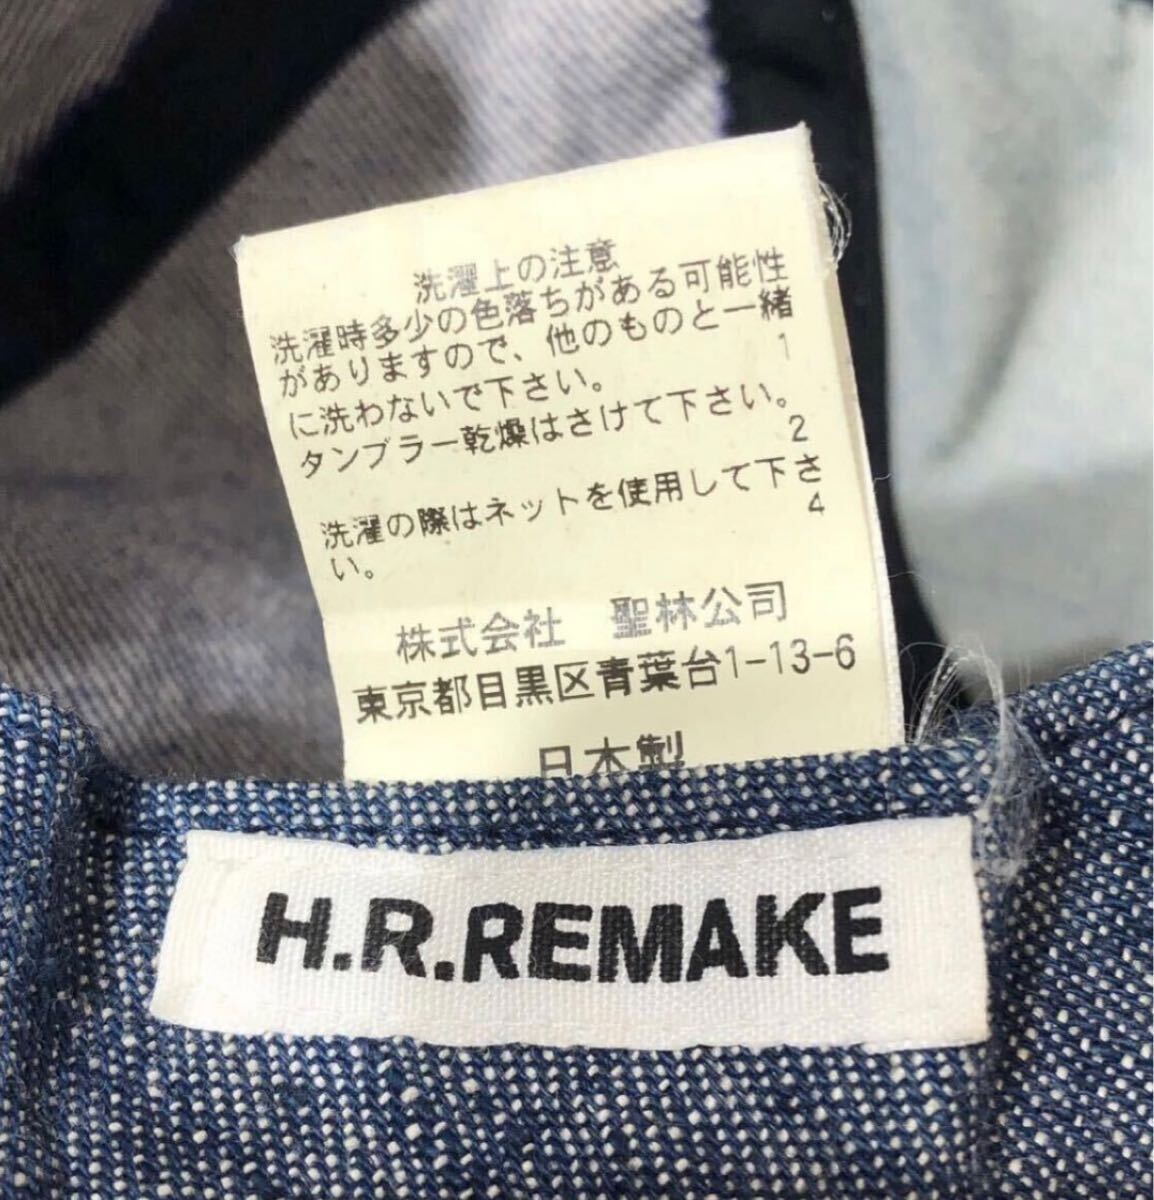 洗濯上の注意
洗濯時多少の色落ちがある可能性
がありますので、他のものと一緒
に洗わないで下さい。 1
タンブラー乾燥はさけて下さい。
2
洗濯の際はネットを使用して下さ
い。 4
株式会社 聖林公司
東京都目黒区青葉台1-13-6
日本製
H.R.REMAKE